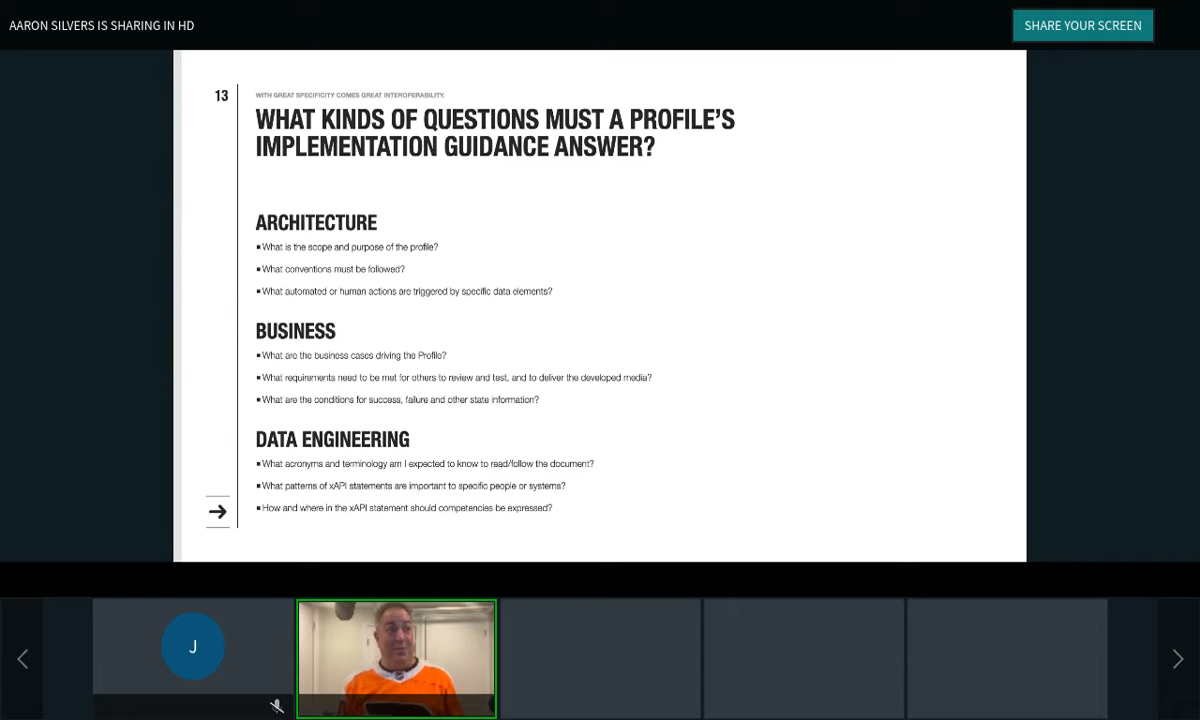 AARON SILVERS IS SHARING IN HD
SHARE YOUR SCREEN
13
WITH GREAT SPECIFICITY COMES GREAT INTEROPERABILITY.
WHAT KINDS OF QUESTIONS MUST A PROFILE'S
IMPLEMENTATION GUIDANCE ANSWER?
ARCHITECTURE
▪What is the scope and purpose of the profile?
▪What conventions must be followed?
▪What automated or human actions are triggered by specific data elements?
BUSINESS
▪What are the business cases driving the Profile?
▪What requirements need to be met for others to review and test, and to deliver the developed media?
▪What are the conditions for success, failure and other state information?
DATA ENGINEERING
▪What acronyms and terminology am I expected to know to read/follow the document?
▪What patterns of xAPI statements are important to specific people or systems?
▪How and where in the xAPI statement should competencies be expressed?
J